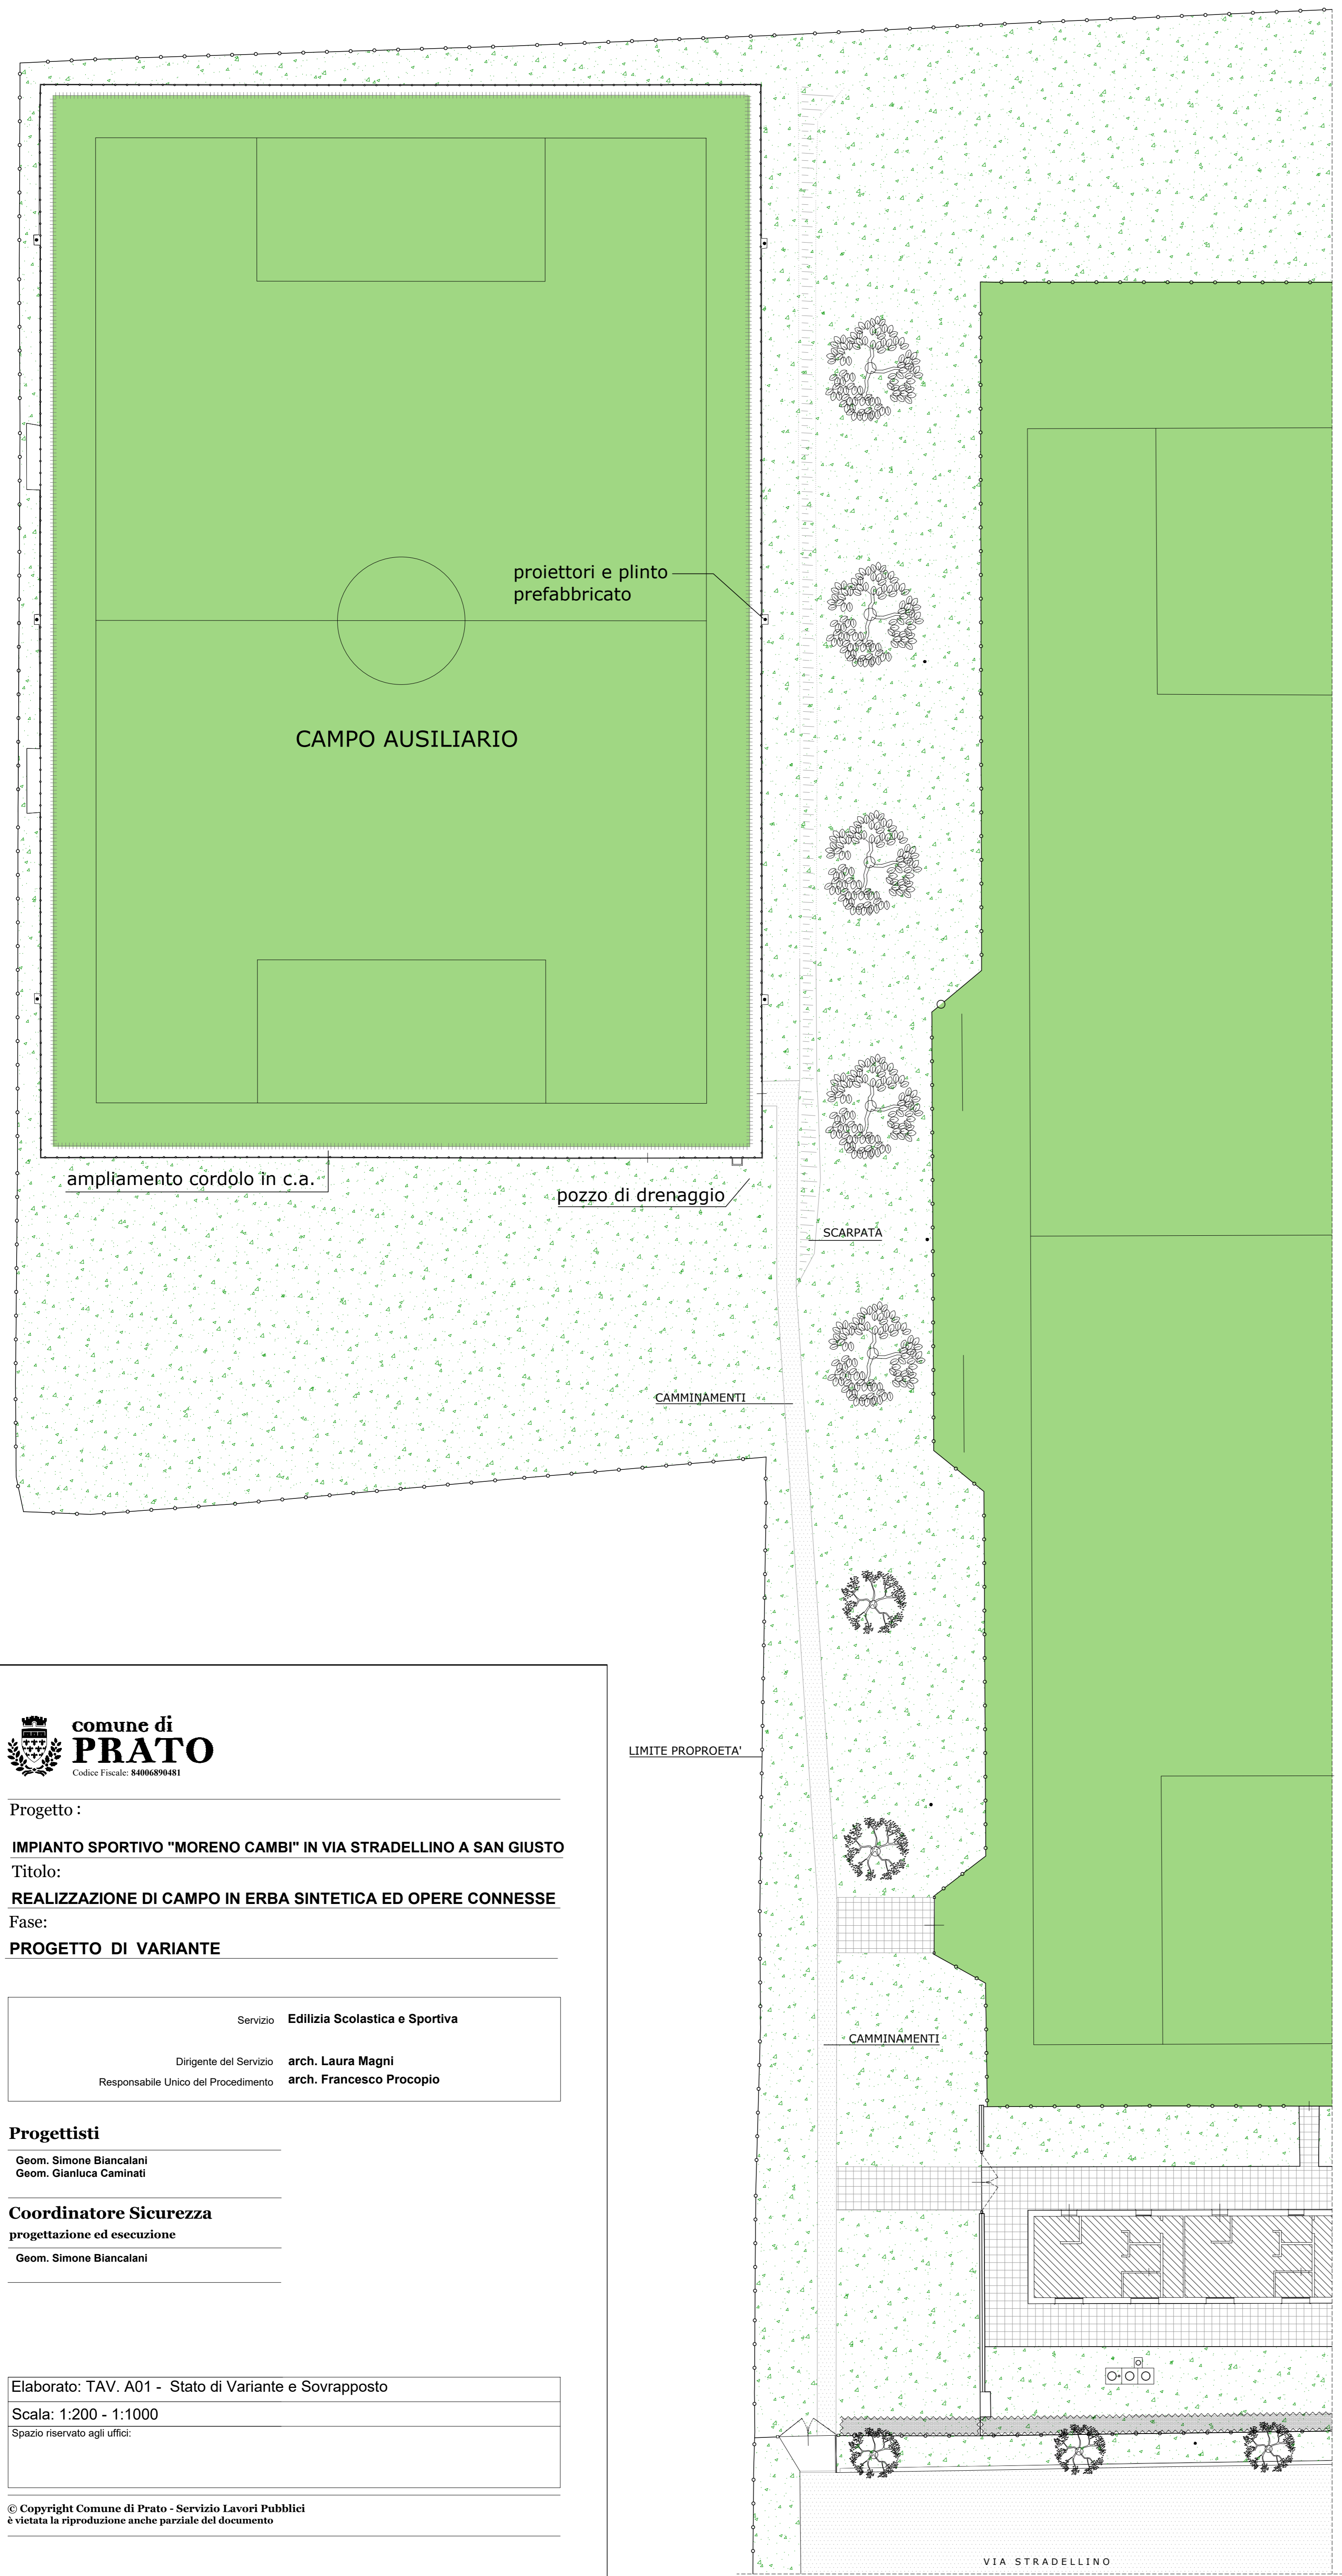 proiettori e plinto
prefabbricato
CAMPO AUSILIARIO
ampliamento cordolo in c.a.
pozzo di drenaggio
SCARPATA
CAMMINAMENTI
LIMITE PROPROETA'
CAMMINAMENTI
VIA STRADELLINO
comune di
PRATO
Codice Fiscale: 84006890481
Progetto :
IMPIANTO SPORTIVO "MORENO CAMBI" IN VIA STRADELLINO A SAN GIUSTO
Titolo:
REALIZZAZIONE DI CAMPO IN ERBA SINTETICA ED OPERE CONNESSE
Fase:
PROGETTO DI VARIANTE
Servizio Edilizia Scolastica e Sportiva
Dirigente del Servizio arch. Laura Magni
Responsabile Unico del Procedimento arch. Francesco Procopio
Progettisti
Geom. Simone Biancalani
Geom. Gianluca Caminati
Coordinatore Sicurezza
progettazione ed esecuzione
Geom. Simone Biancalani
Elaborato: TAV. A01 - Stato di Variante e Sovrapposto
Scala: 1:200 - 1:1000
Spazio riservato agli uffici:
© Copyright Comune di Prato - Servizio Lavori Pubblici
è vietata la riproduzione anche parziale del documento